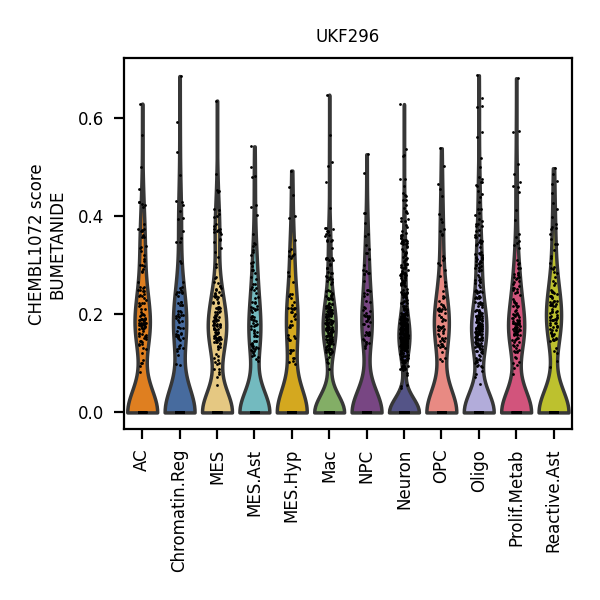 UKF296
CHEMBL1072 score
BUMETANIDE
0.6
0.4
0.2
0.0
AC
Chromatin.Reg
MES
MES.Ast
MES.Hyp
Mac
NPC
Neuron
OPC
Oligo
Prolif.Metab
Reactive.Ast